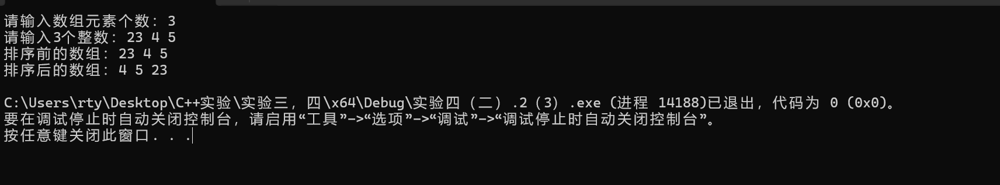 请输入数组元素个数：3
请输入3个整数：23 4 5
排序前的数组：23 4 5
排序后的数组：4 5 23
C:\Users\rty\Desktop\C++实验\实验三，四\x64\Debug\实验四（二）.2（3）.exe (进程 14188)已退出，代码为 0 (0x0)。
要在调试停止时自动关闭控制台，请启用“工具”->“选项”->“调试”->“调试停止时自动关闭控制台”。
按任意键关闭此窗口. . .